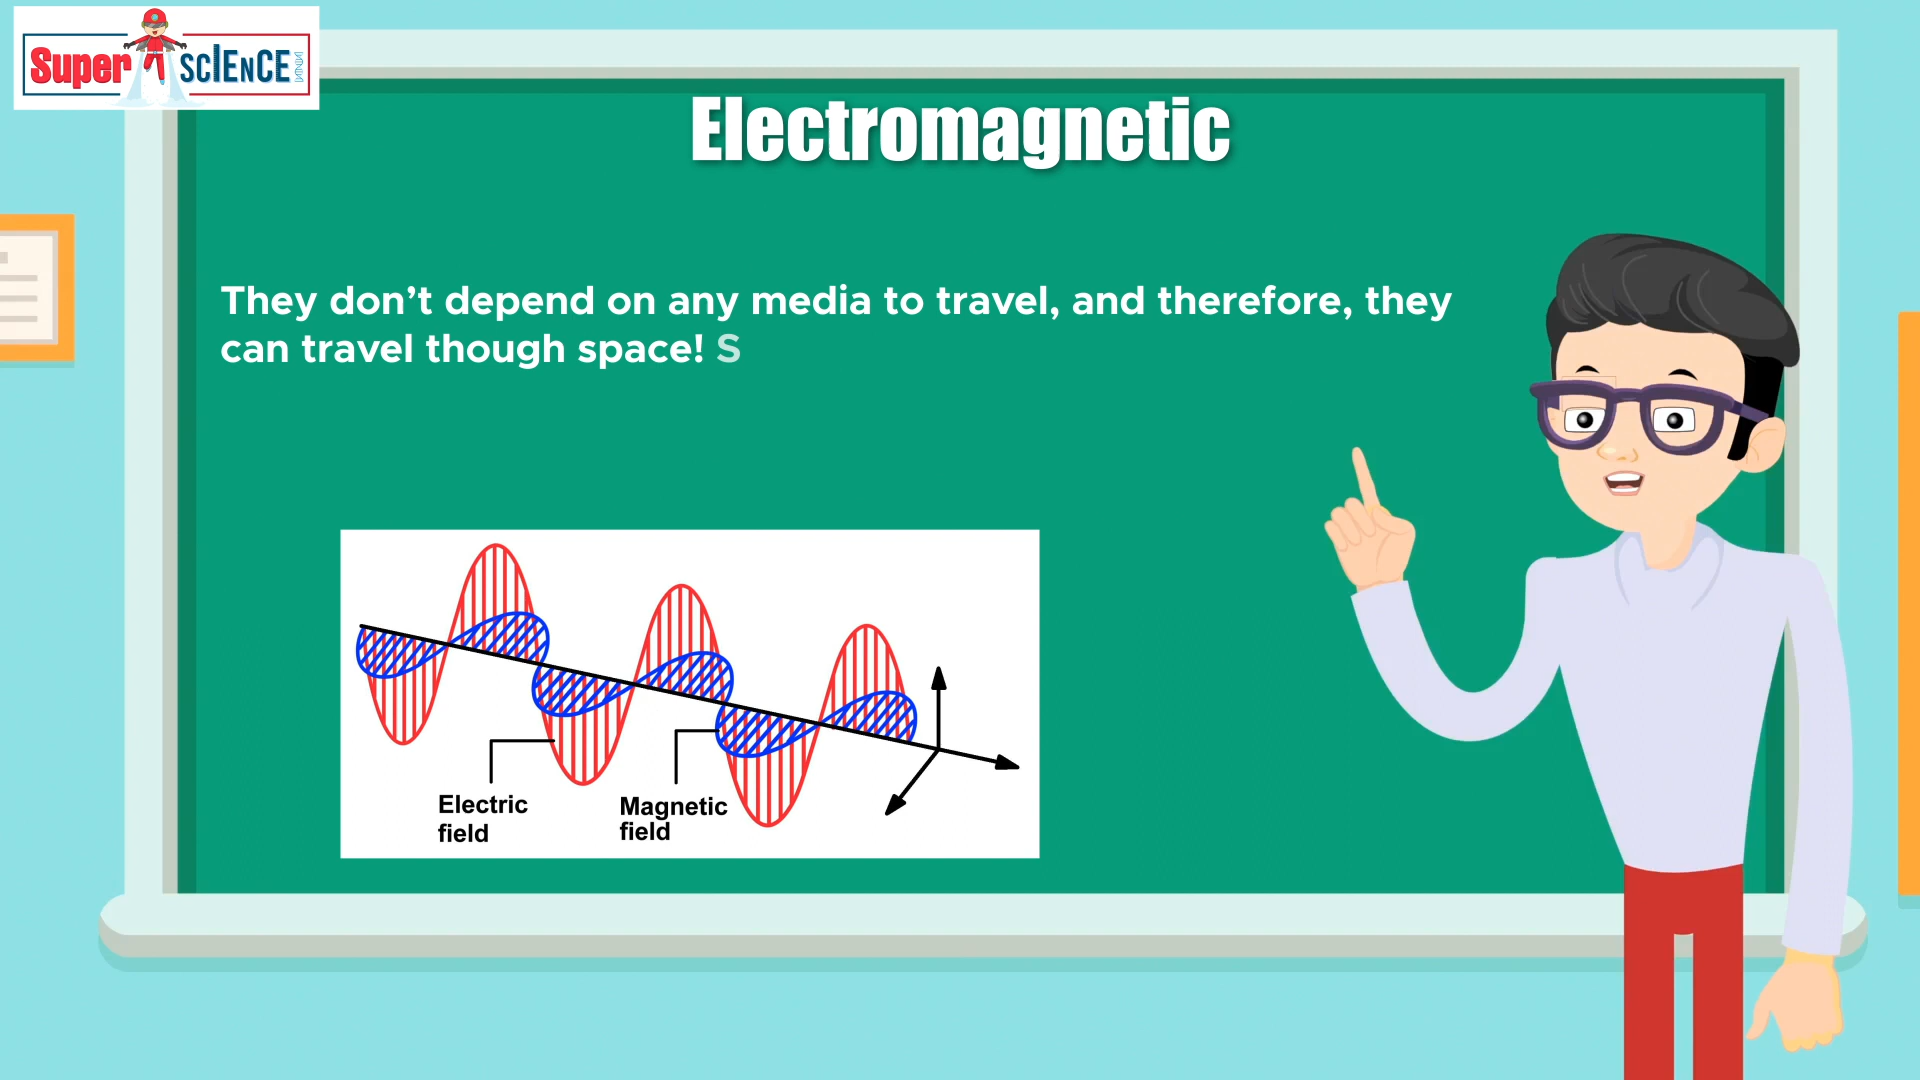 Super SCIENCE
Electromagnetic
They don’t depend on any media to travel, and therefore, they
can travel though space! S
Electric
field
Magnetic
field